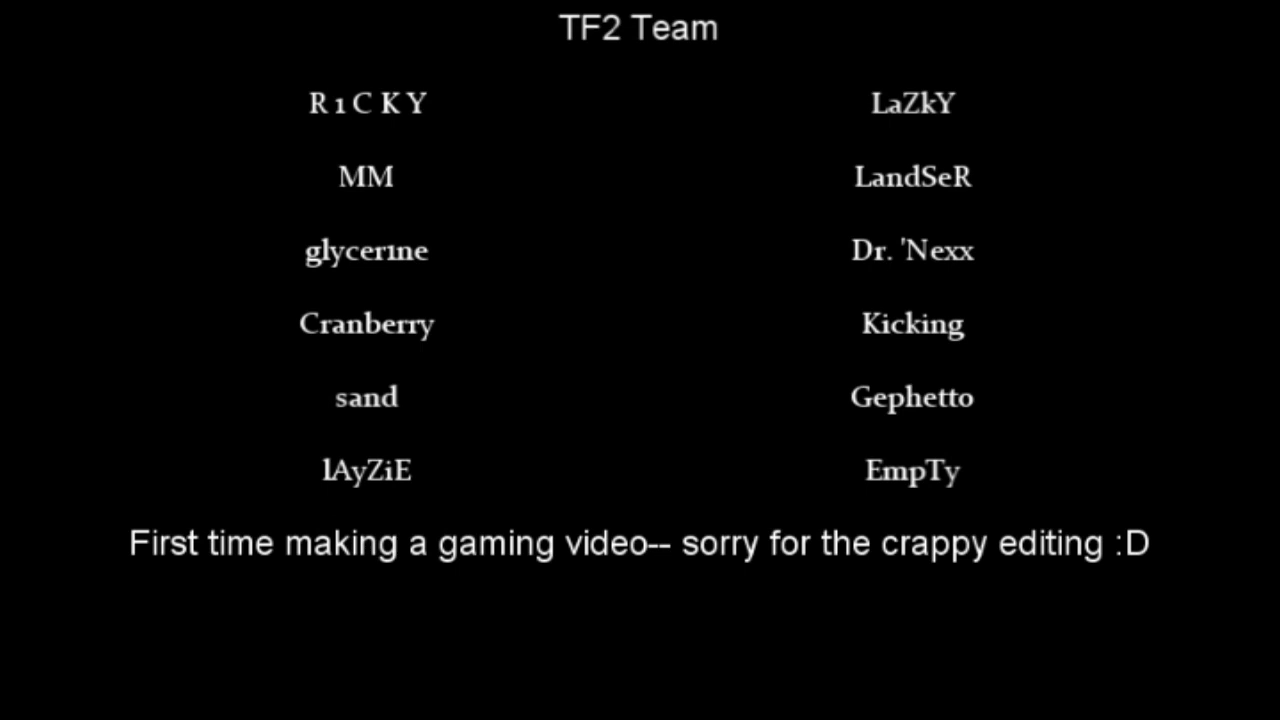 TF2 Team
R 1 C K Y LaZkY
MM LandSeR
glycer1ne Dr. 'Nexx
Cranberry Kicking
sand Gephetto
lAyZiE EmpTy
First time making a gaming video-- sorry for the crappy editing :D